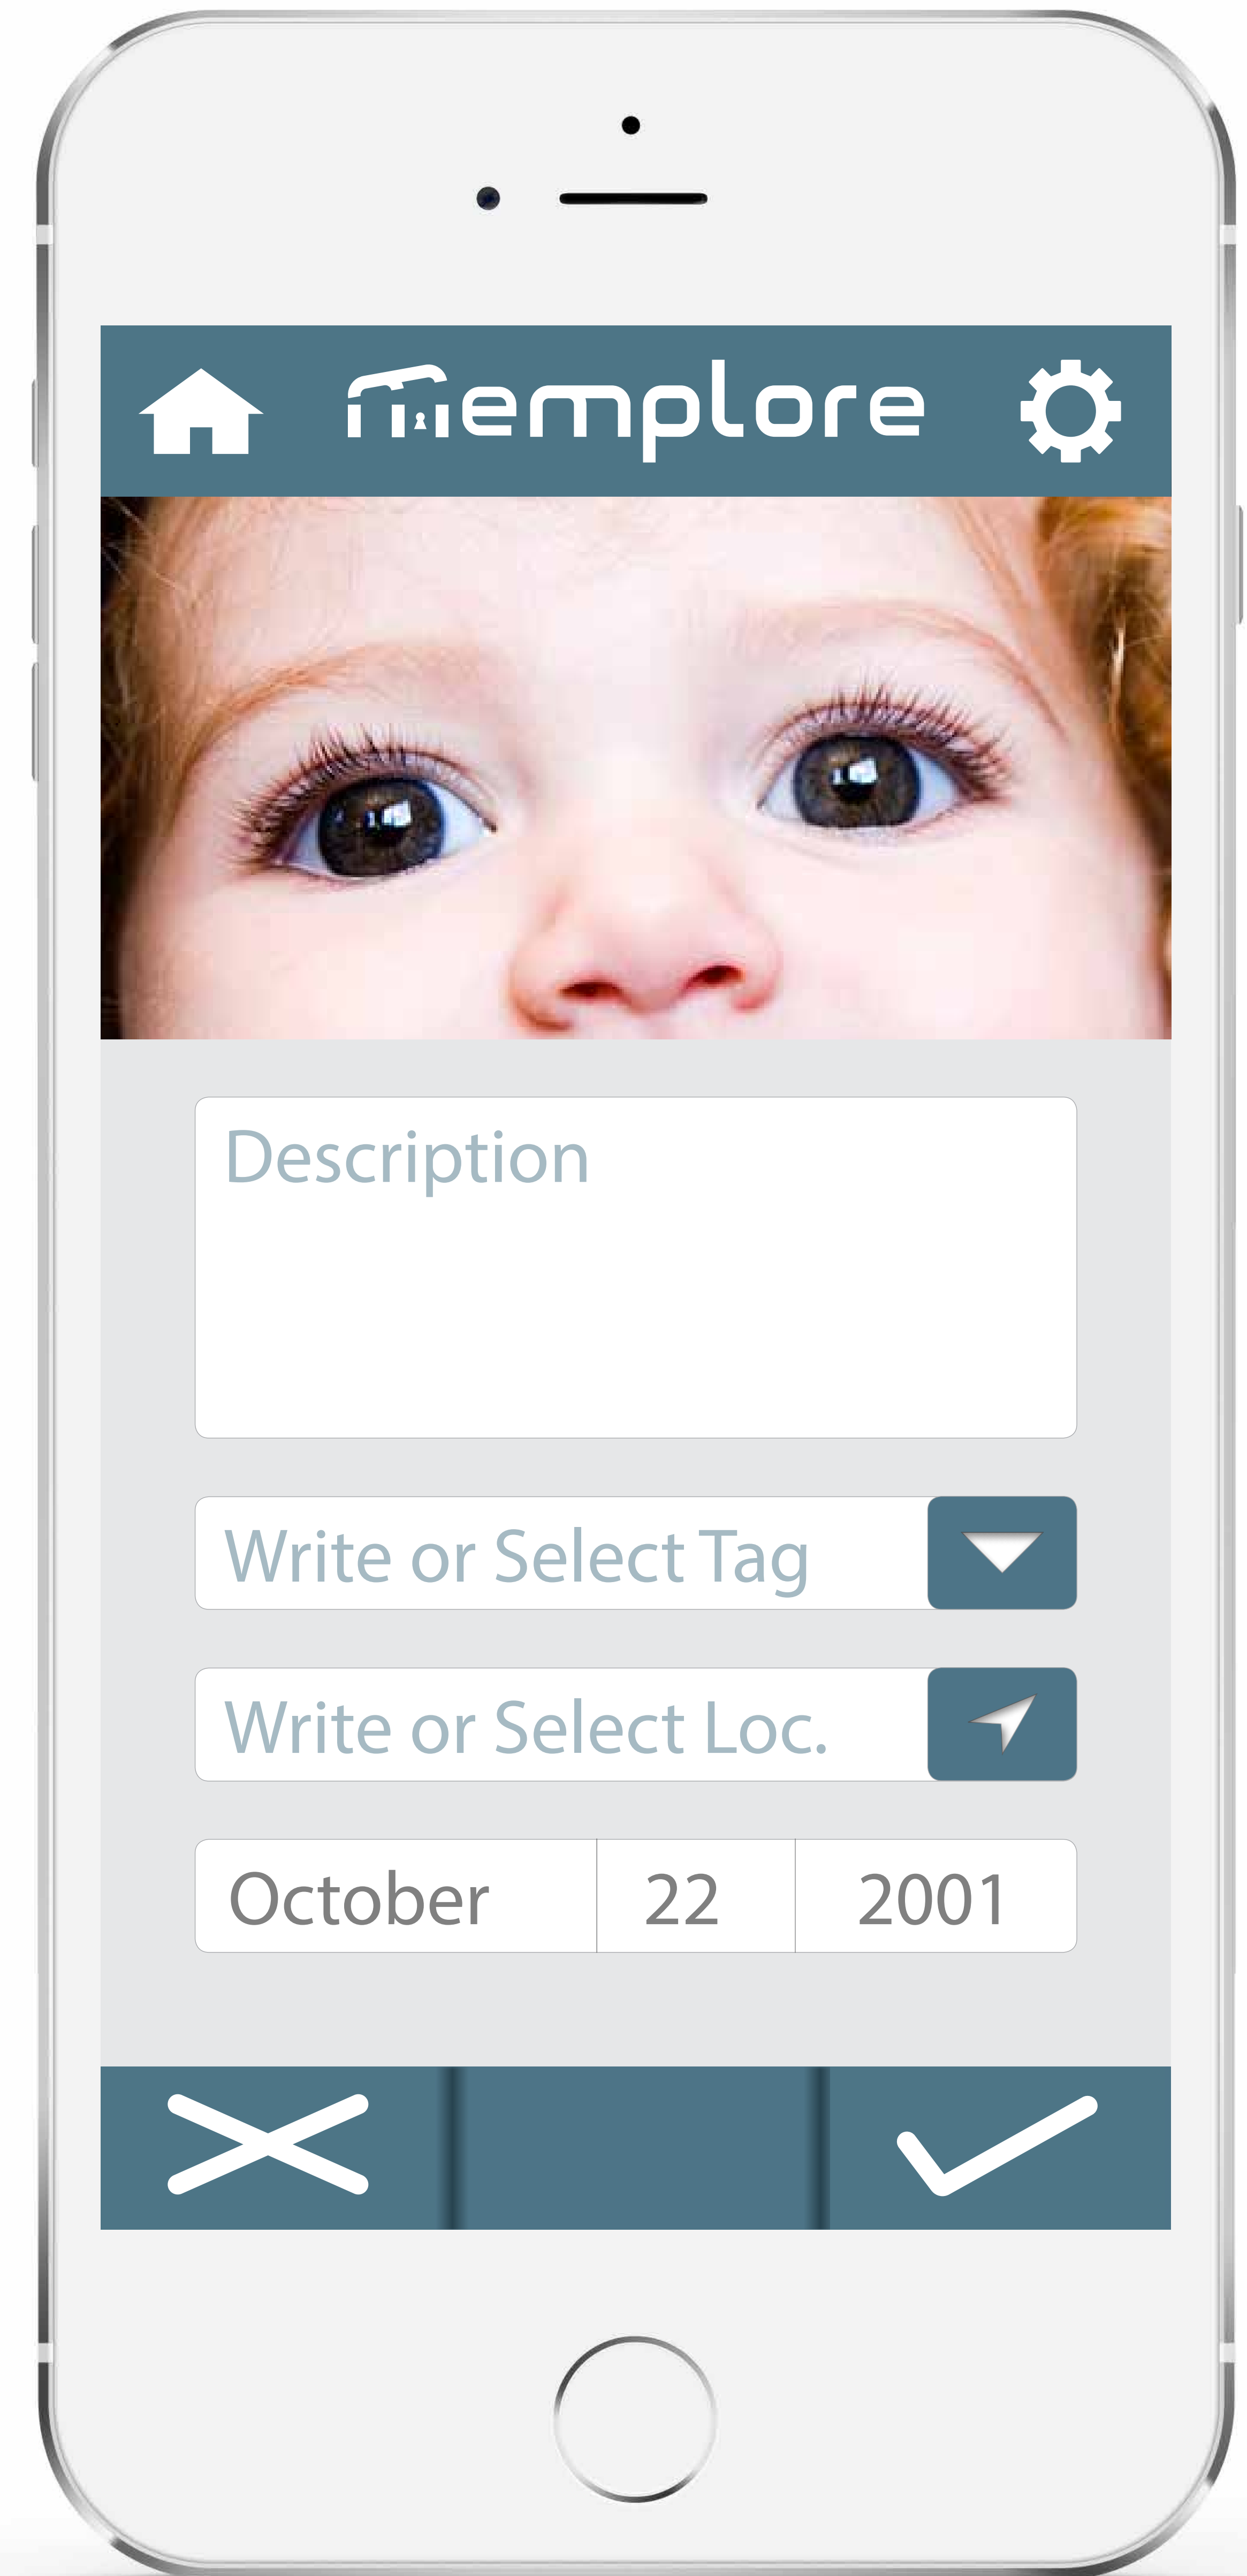 memplore
Description
Write or Select Tag
Write or Select Loc.
October 22 2001